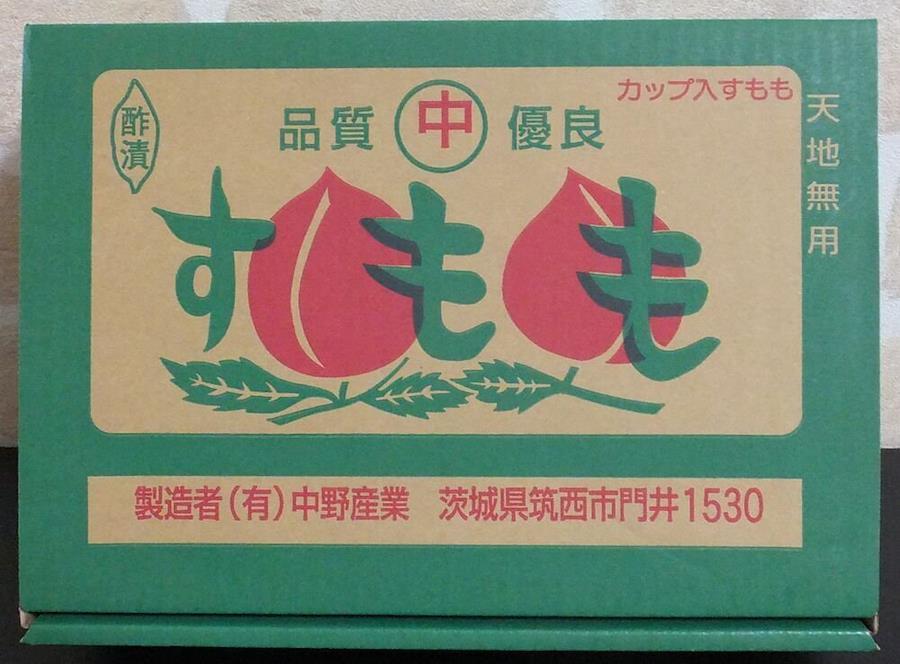 カップ入すもも
酢漬
品質 中 優良
天地無用
すもも
製造者(有)中野産業 茨城県筑西市門井1530